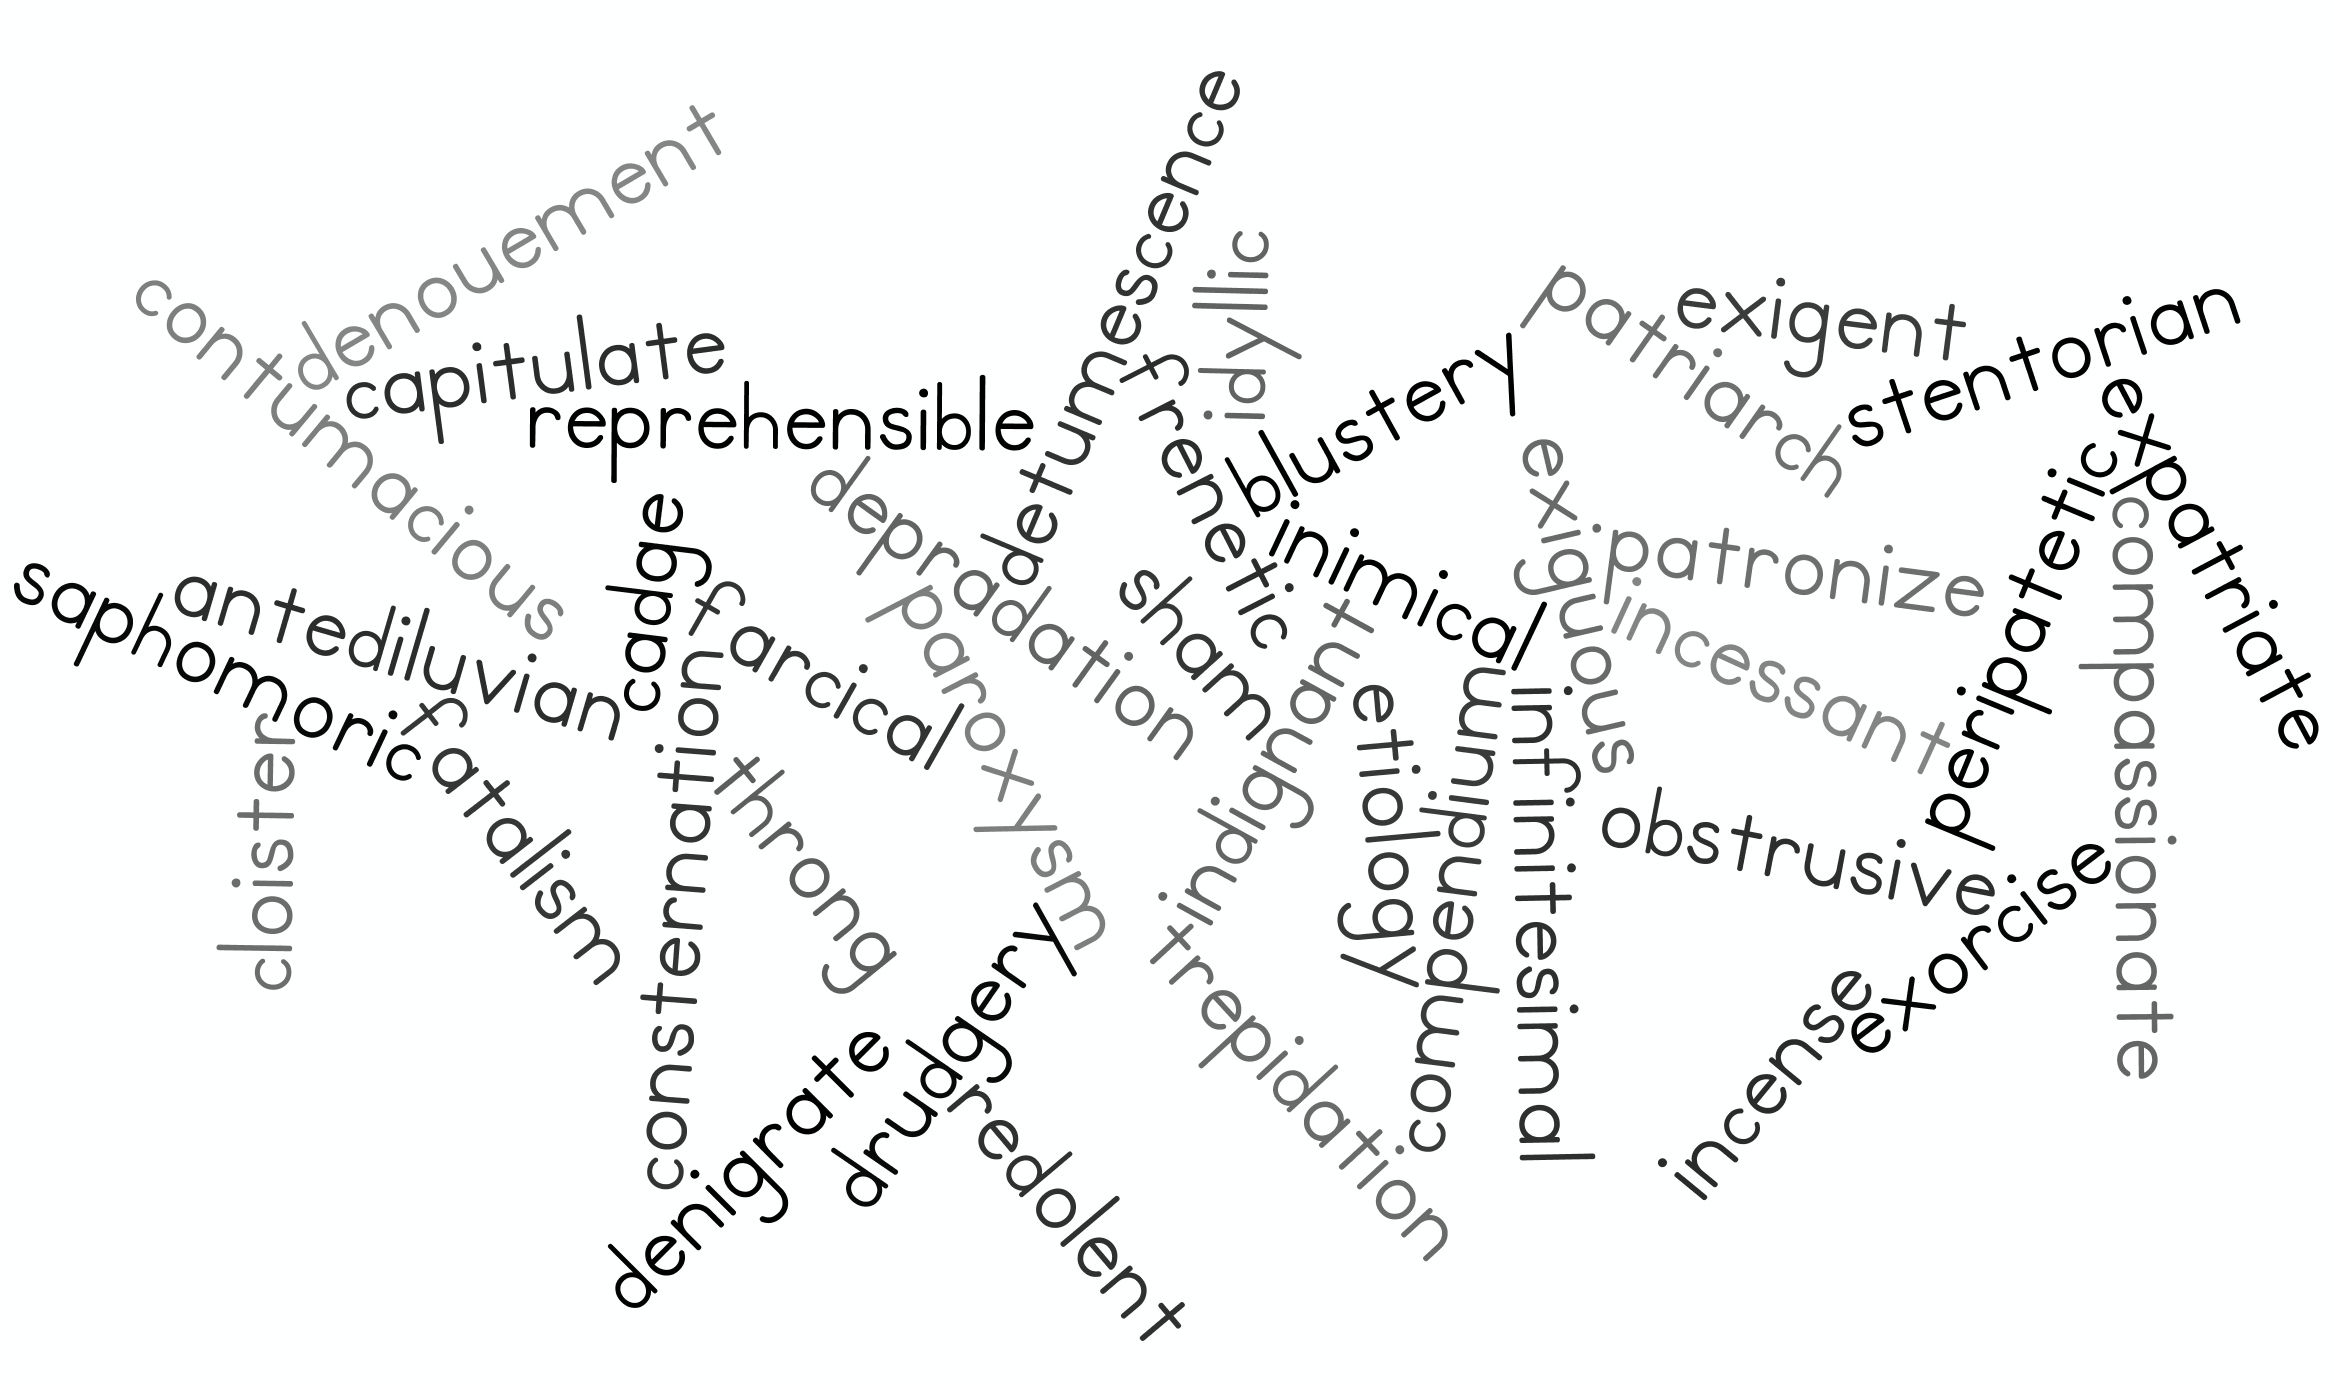 denouement
contumacious
capitulate
reprehensible
detumescence
idyllic
frenexic
blustery
patriarch
exigent
stentorian
expatriate
saphomoric
antediluvian
cadge
farcical
depradation
paroxysm
sham
inimical
exiguous
patronize
incessant
peripatetic
compassionate
cloister
fatalism
consternation
throng
indignant
etiology
compendium
infinitessimal
obstrusive
exorcise
incense
denigrate
drudgery
redolent
trepidation